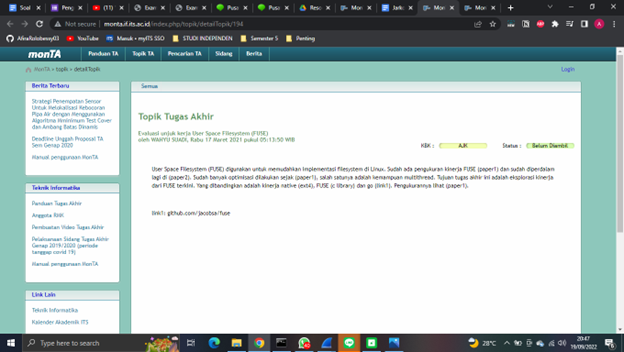 Soal
Peng
(11)
Exan
Exan
Pusa
Pusa
Reso
Mon
Jarko
Mon
Mon
Not secure | monta.if.its.ac.id/index.php/topik/detailTopik/194
AfiraRolobessy03
YouTube
Masuk - myITS SSO
STUDI INDEPENDEN
Semester 5
Penting
monTA
Panduan TA
Topik TA
Pencarian TA
Sidang
Berita
MonTA » topik » detailTopik
Login
Berita Terbaru
Strategi Penempatan Sensor
Untuk Melokalisasi Kebocoran
Pipa Air dengan Menggunakan
Algoritma Mininimum Test Cover
dan Ambang Batas Dinamic
Deadline Unggah Proposal TA
Sem Genap 2020
Manual penggunaan MonTA
Teknik Informatika
Panduan Tugas Akhir
Anggota RMK
Pembuatan Video Tugas Akhir
Pelaksanaan Sidang Tugas Akhir
Genap 2019/2020 (periode
tanggap covid 19)
Manual penggunaan MonTA
Link Lain
Teknik Informatika
Kalender Akademik ITS
Semua
Topik Tugas Akhir
Evaluasi unjuk kerja User Space Filesystem (FUSE)
oleh WAHYU SUADI, Rabu 17 Maret 2021 pukul 05:13:50 WIB
KBK : AJK Status : Belum Diambil
User Space Filesystem (FUSE) digunakan untuk memudahkan implementasi filesystem di Linux. Sudah ada pengukuran kinerja FUSE (paper1) dan sudah diperdalam
lagi di (paper2). Sudah banyak optimisasi dilakukan sejak (paper1), salah satunya adalah kemampuan multithread. Tujuan tugas akhir ini adalah eksplorasi kinerja
dari FUSE terkini. Yang dibandingkan adalah kinerja native (ext4), FUSE (c library) dan go (link1). Pengukurannya lihat (paper1).
link1: github.com/jacobsa/fuse
Type here to search
28°C
20:47
19/09/2022